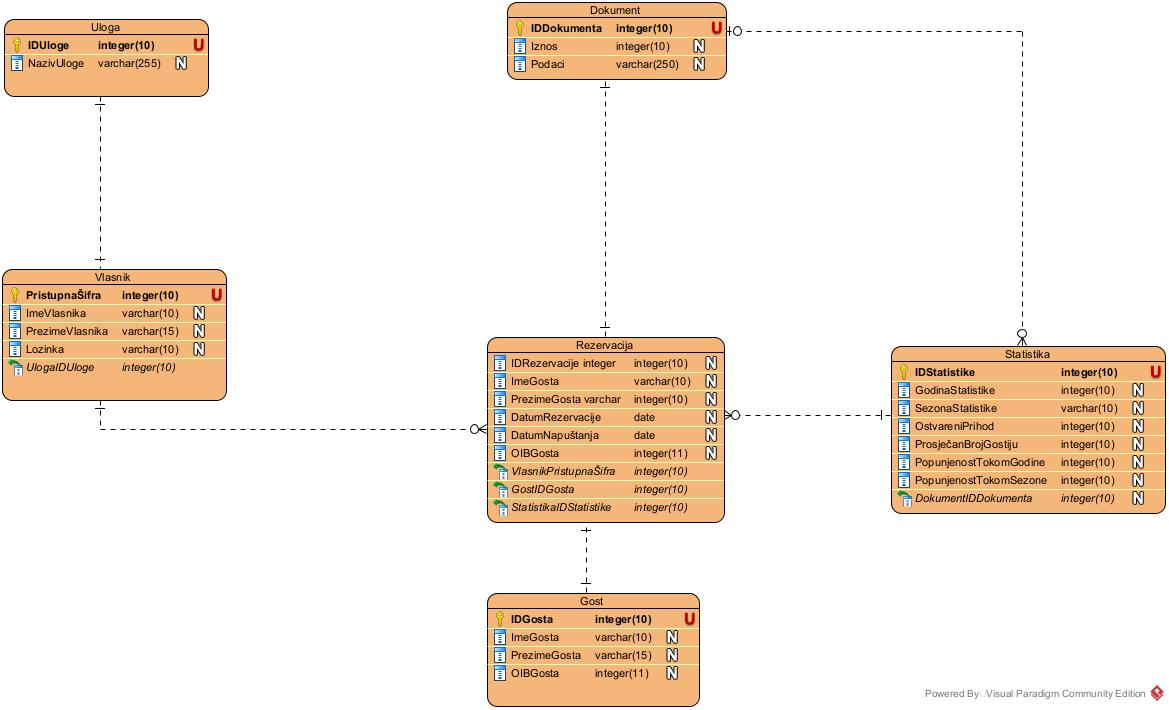 Uloga
IDUloge integer(10) U
NazivUloge varchar(255) N
Dokument
IDDokumenta integer(10) U
Iznos integer(10) N
Podaci varchar(250) N
Vlasnik
PristupnaŠifra integer(10) U
ImeVlasnika varchar(10) N
PrezimeVlasnika varchar(15) N
Lozinka varchar(10) N
UlogaIDUloge integer(10)
Rezervacija
IDRezervacije integer integer(10) N
ImeGosta varchar(10) N
PrezimeGosta varchar integer(10) N
DatumRezervacije date N
DatumNapuštanja date N
OIBGosta integer(11) N
VlasnikPristupnaŠifra integer(10)
GostIDGosta integer(10)
StatistikaIDStatistike integer(10)
Statistika
IDStatistike integer(10) U
GodinaStatistike integer(10) N
SezonaStatistike varchar(10) N
OstvareniPrihod integer(10) N
ProsječanBrojGostiju integer(10) N
PopunjenostTokomGodine integer(10) N
PopunjenostTokomSezone integer(10) N
DokumentIDDokumenta integer(10) N
Gost
IDGosta integer(10) U
ImeGosta varchar(10) N
PrezimeGosta varchar(15) N
OIBGosta integer(11) N
Powered By Visual Paradigm Community Edition